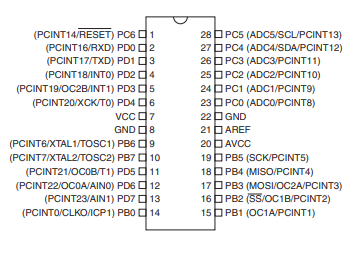 (PCINT14/RESET) PC6 1 28 PC5 (ADC5/SCL/PCINT13)
(PCINT16/RXD) PD0 2 27 PC4 (ADC4/SDA/PCINT12)
(PCINT17/TXD) PD1 3 26 PC3 (ADC3/PCINT11)
(PCINT18/INT0) PD2 4 25 PC2 (ADC2/PCINT10)
(PCINT19/OC2B/INT1) PD3 5 24 PC1 (ADC1/PCINT9)
(PCINT20/XCK/T0) PD4 6 23 PC0 (ADC0/PCINT8)
VCC 7 22 GND
GND 8 21 AREF
(PCINT6/XTAL1/TOSC1) PB6 9 20 AVCC
(PCINT7/XTAL2/TOSC2) PB7 10 19 PB5 (SCK/PCINT5)
(PCINT21/OC0B/T1) PD5 11 18 PB4 (MISO/PCINT4)
(PCINT22/OC0A/AIN0) PD6 12 17 PB3 (MOSI/OC2A/PCINT3)
(PCINT23/AIN1) PD7 13 16 PB2 (SS/OC1B/PCINT2)
(PCINT0/CLKO/ICP1) PB0 14 15 PB1 (OC1A/PCINT1)